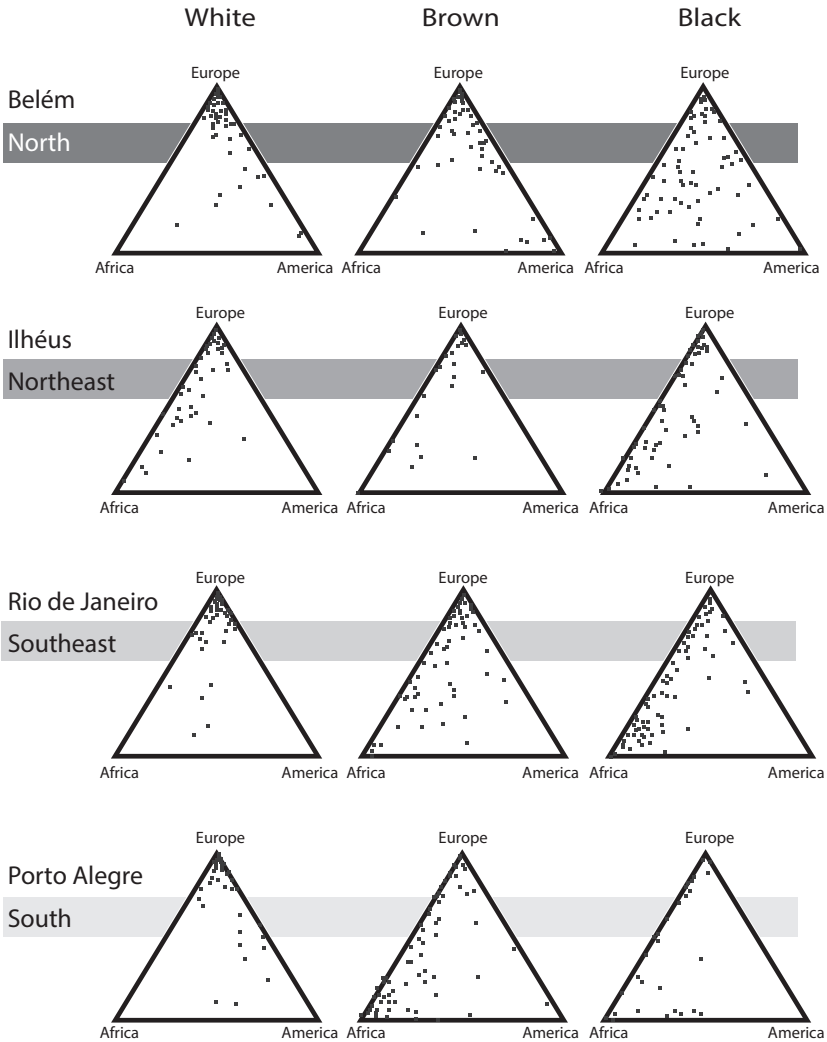 White Brown Black
Europe Europe Europe
Belém
North
Africa America Africa America Africa America
Europe Europe Europe
Ilhéus
Northeast
Africa America Africa America Africa America
Europe Europe Europe
Rio de Janeiro
Southeast
Africa America Africa America Africa America
Europe Europe Europe
Porto Alegre
South
Africa America Africa America Africa America